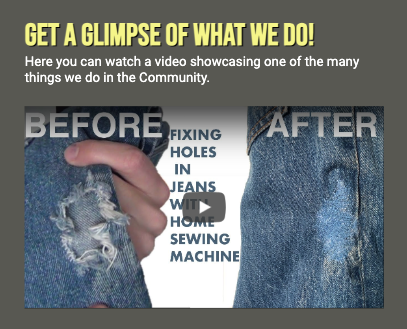 GET A GLIMPSE OF WHAT WE DO!
Here you can watch a video showcasing one of the many
things we do in the Community.
BEFORE
AFTER
FIXING
HOLES
IN
JEANS
WITH
HOME
SEWING
MACHINE